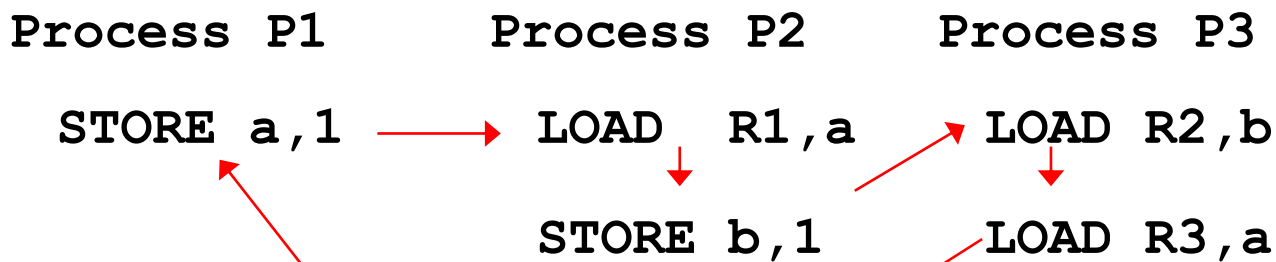 Process P1 Process P2 Process P3
STORE a,1 LOAD R1,a LOAD R2,b
STORE b,1 LOAD R3,a